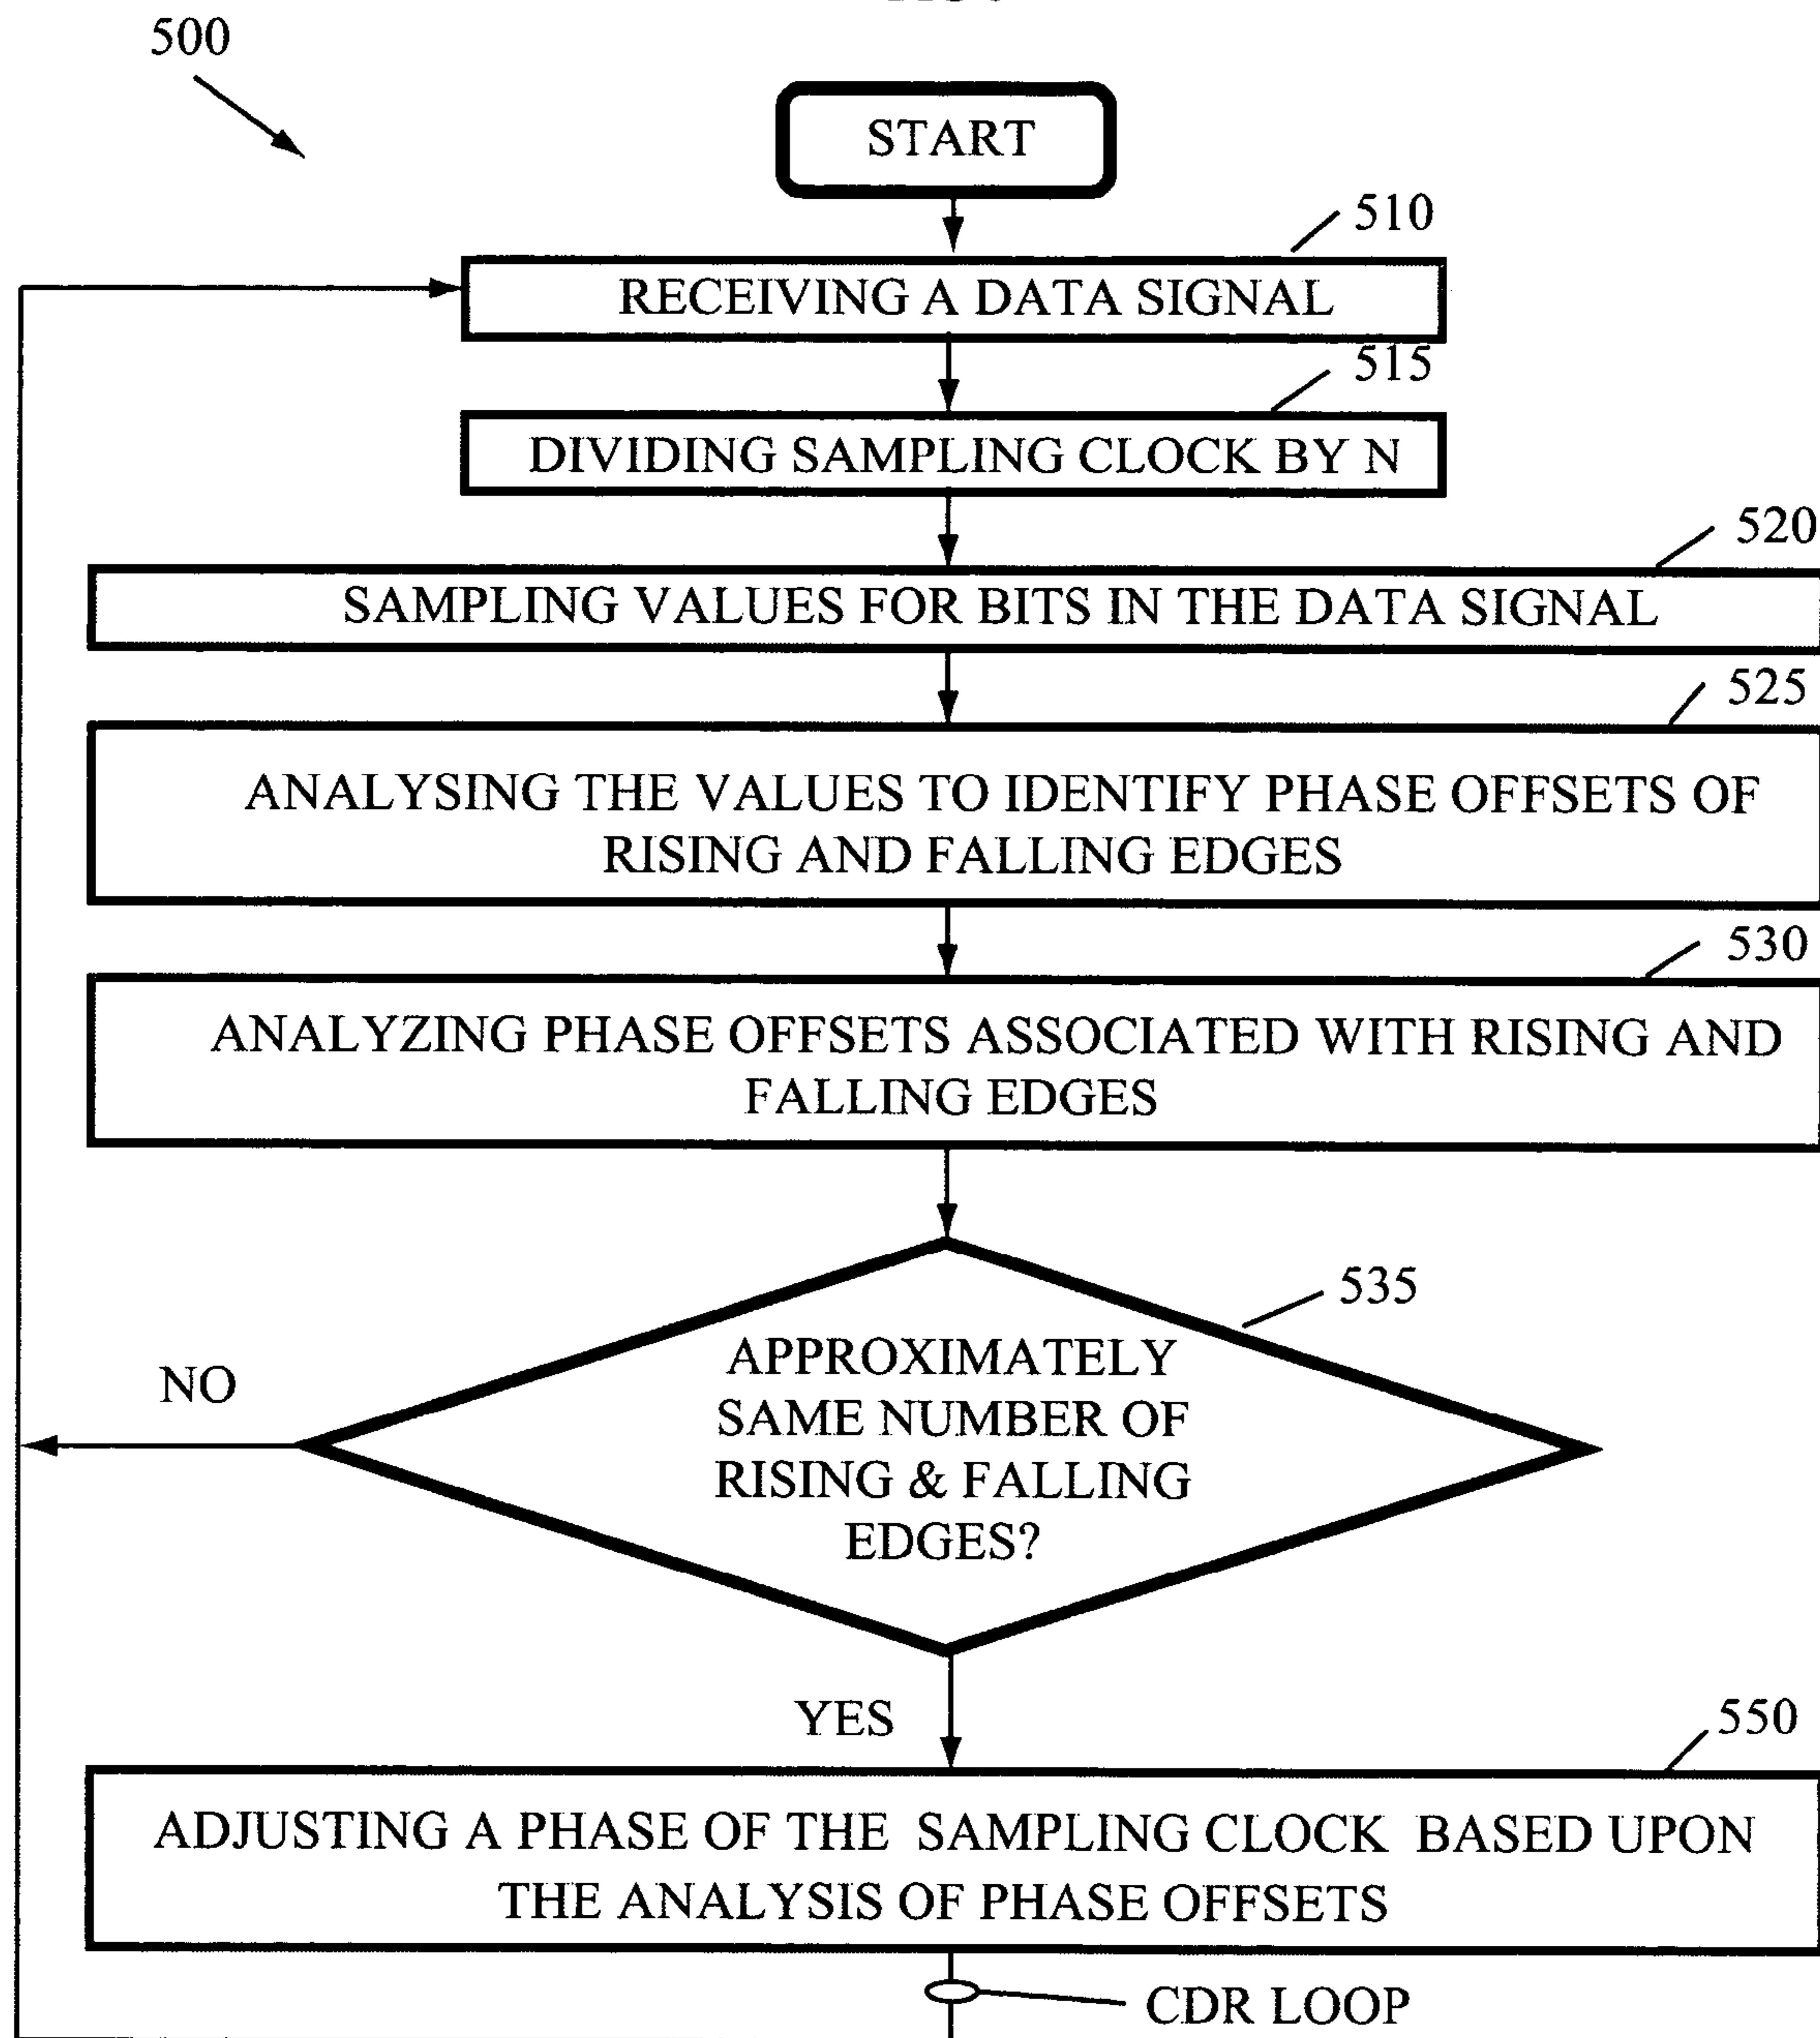 500
START
510
RECEIVING A DATA SIGNAL
515
DIVIDING SAMPLING CLOCK BY N
520
SAMPLING VALUES FOR BITS IN THE DATA SIGNAL
525
ANALYSING THE VALUES TO IDENTIFY PHASE OFFSETS OF
RISING AND FALLING EDGES
530
ANALYZING PHASE OFFSETS ASSOCIATED WITH RISING AND
FALLING EDGES
535
APPROXIMATELY
SAME NUMBER OF
RISING & FALLING
EDGES?
NO
YES
550
ADJUSTING A PHASE OF THE SAMPLING CLOCK BASED UPON
THE ANALYSIS OF PHASE OFFSETS
CDR LOOP